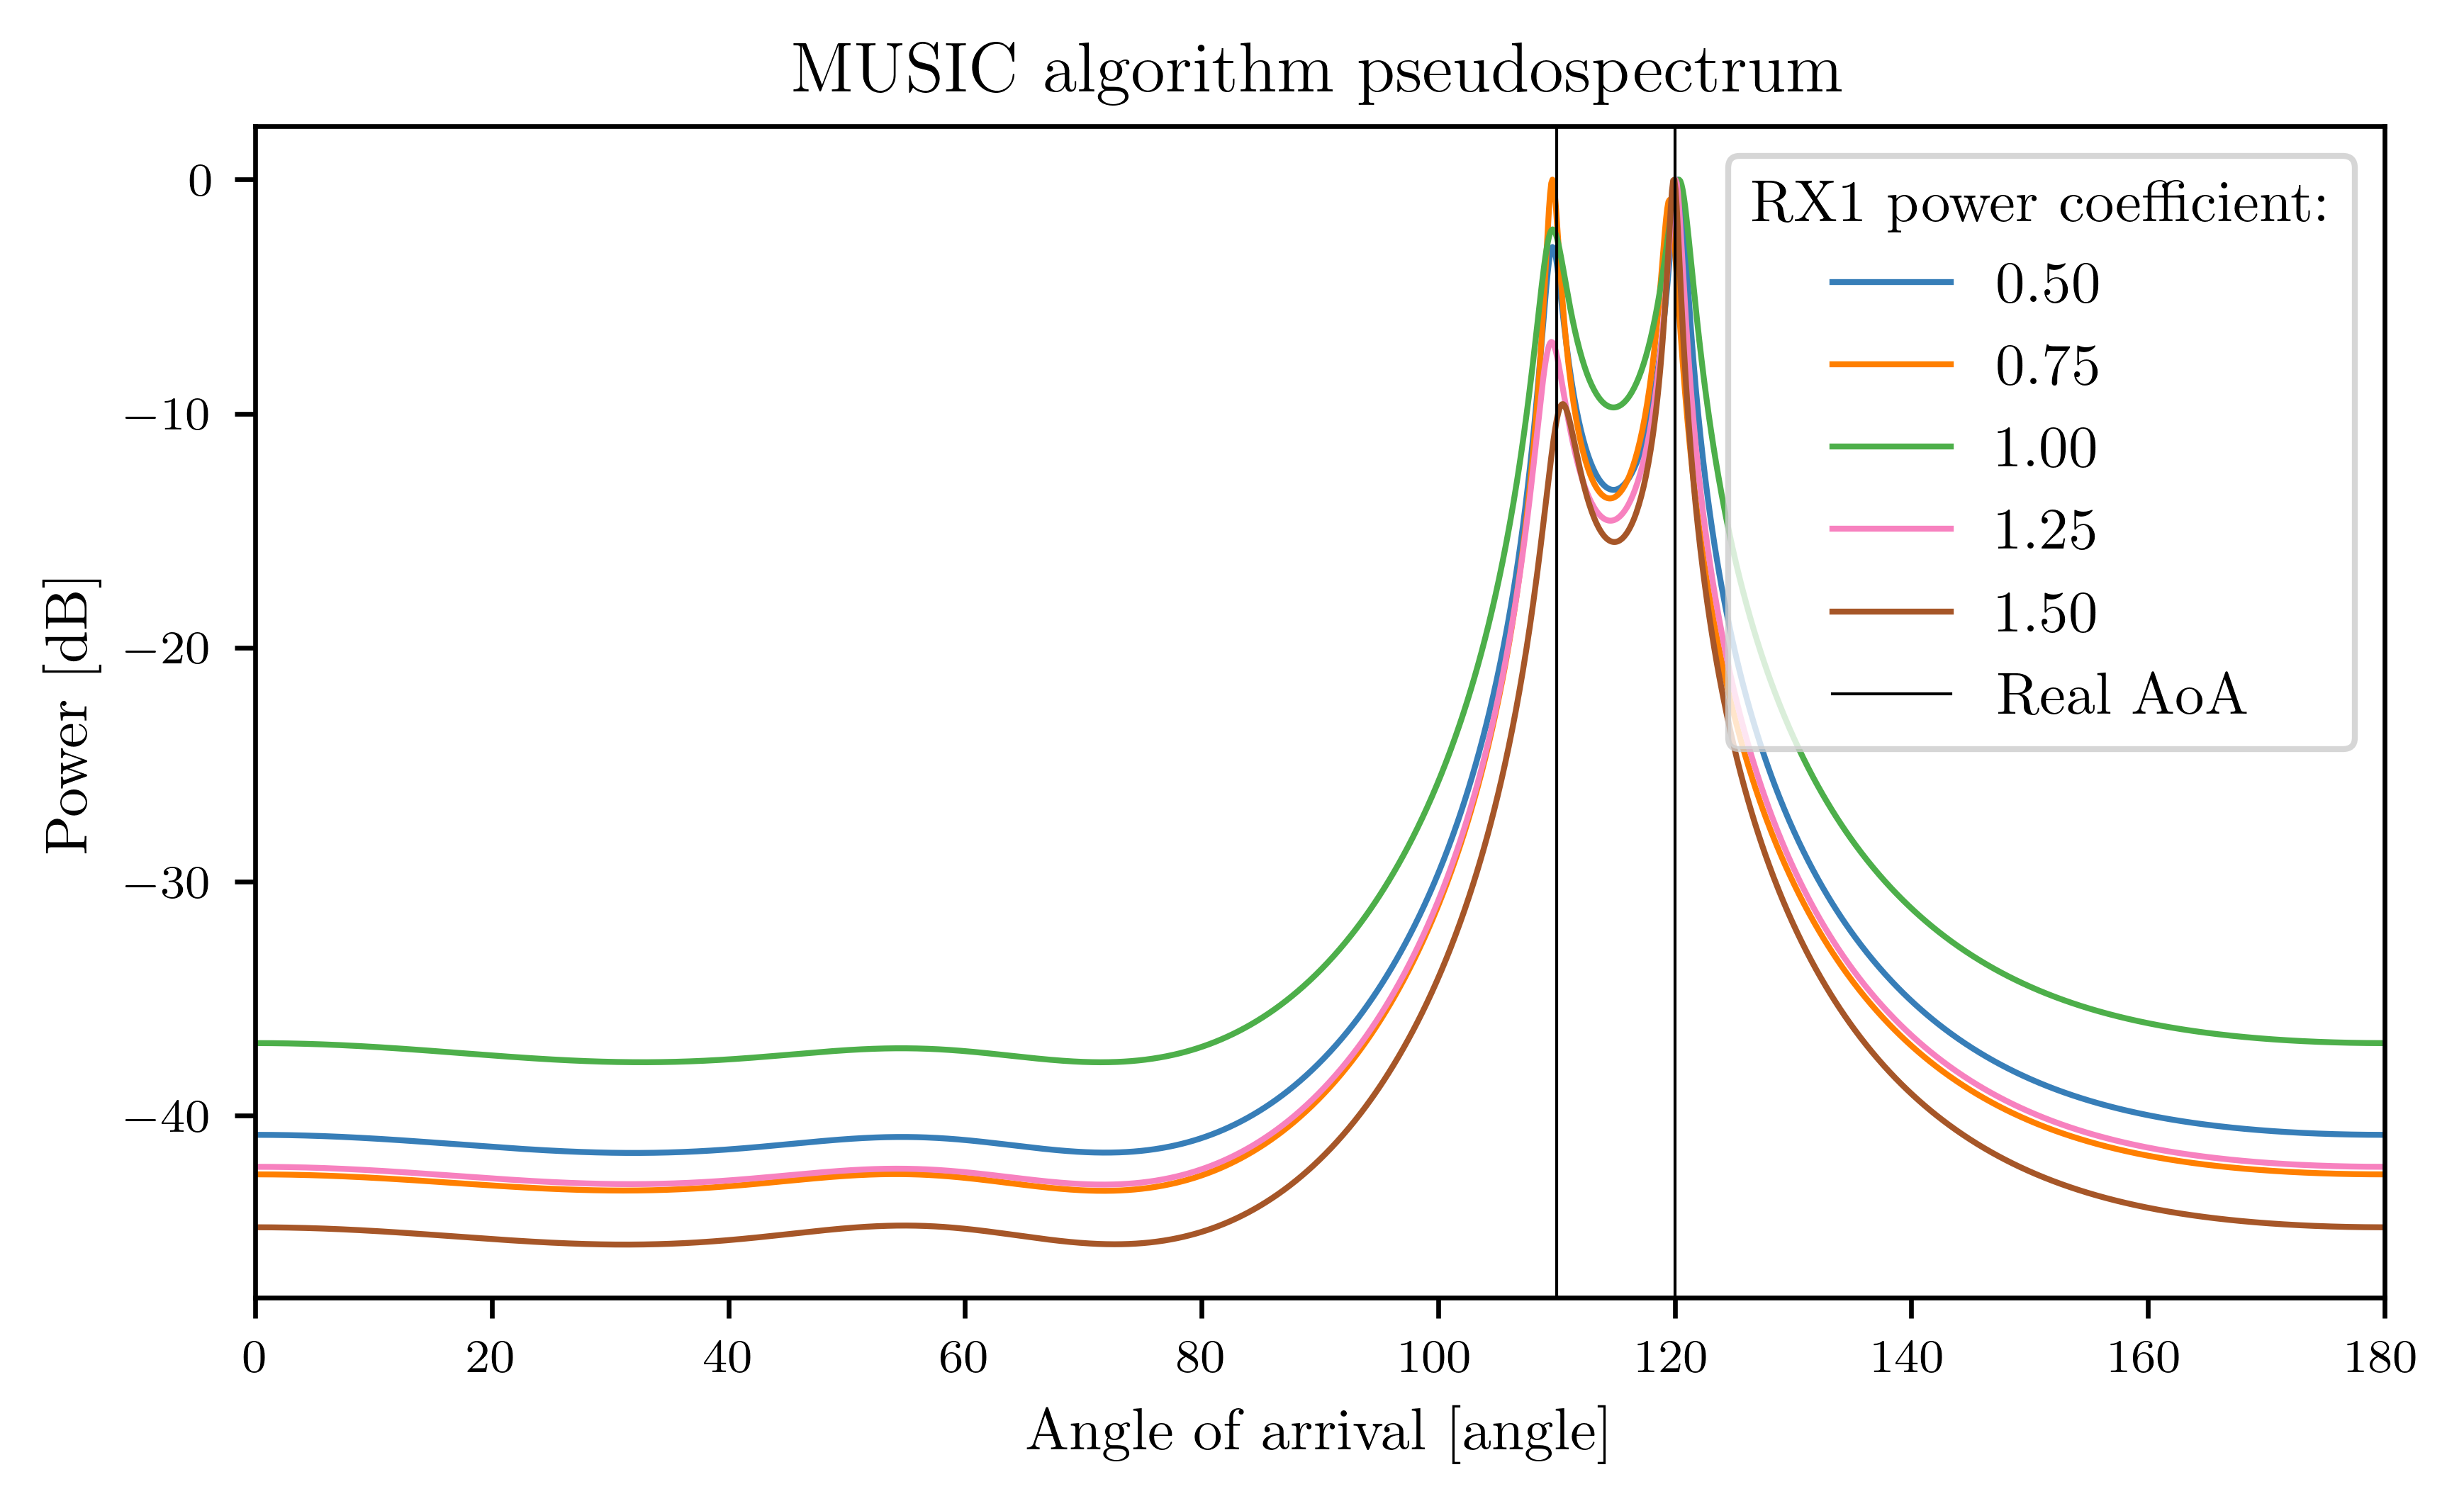 MUSIC algorithm pseudospectrum
RX1 power coefficient:
0.50
0.75
1.00
1.25
1.50
Real AoA
Power [dB]
0
−10
−20
−30
−40
0 20 40 60 80 100 120 140 160 180
Angle of arrival [angle]